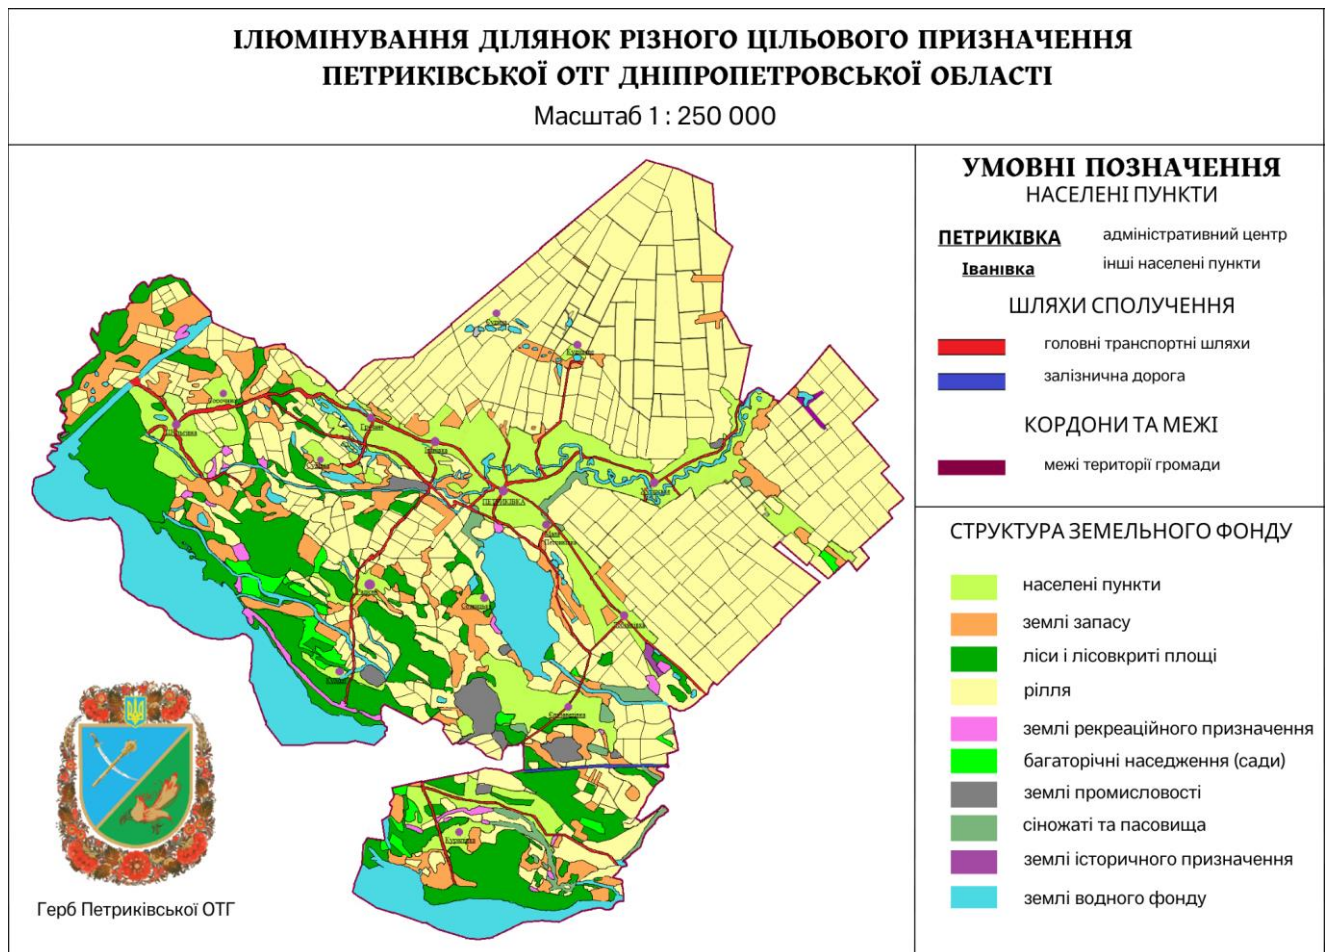 ІЛЮМІНУВАННЯ ДІЛЯНОК РІЗНОГО ЦІЛЬОВОГО ПРИЗНАЧЕННЯ
ПЕТРИКІВСЬКОЇ ОТГ ДНІПРОПЕТРОВСЬКОЇ ОБЛАСТІ
Масштаб 1 : 250 000
ПЕТРИКІВКА
Герб Петриківської ОТГ
УМОВНІ ПОЗНАЧЕННЯ
НАСЕЛЕНІ ПУНКТИ
ПЕТРИКІВКА адміністративний центр
Іванівка інші населені пункти
ШЛЯХИ СПОЛУЧЕННЯ
головні транспортні шляхи
залізнична дорога
КОРДОНИ ТА МЕЖІ
межі території громади
СТРУКТУРА ЗЕМЕЛЬНОГО ФОНДУ
населені пункти
землі запасу
ліси і лісовкриті площі
рілля
землі рекреаційного призначення
багаторічні наседження (сади)
землі промисловості
сіножаті та пасовища
землі історичного призначення
землі водного фонду